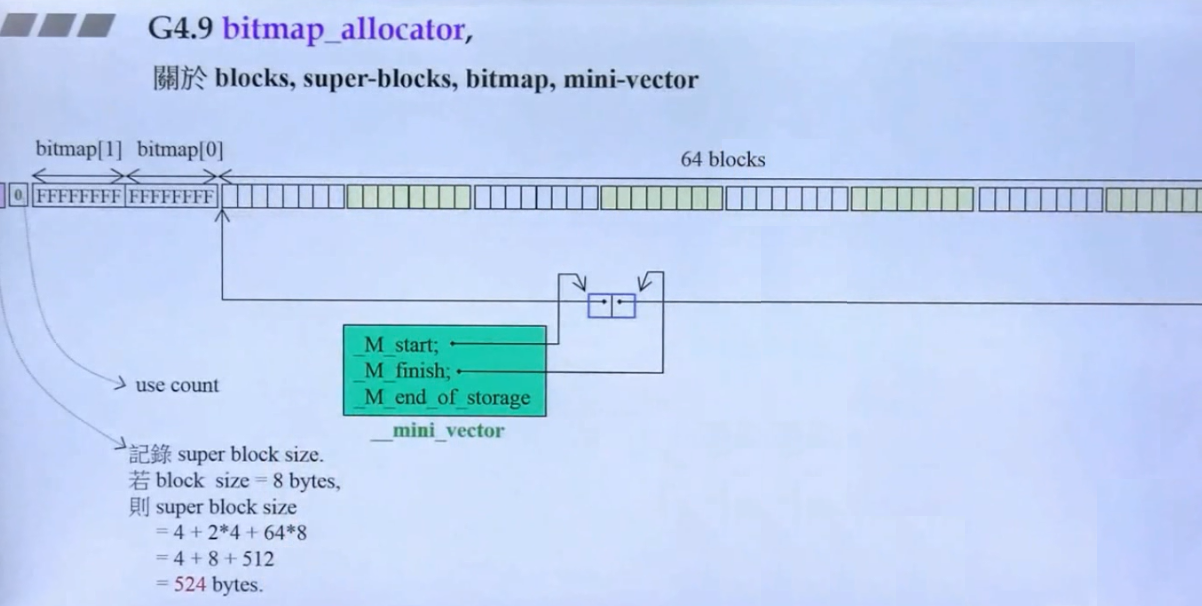 G4.9 bitmap_allocator,
關於 blocks, super-blocks, bitmap, mini-vector
bitmap[1] bitmap[0]
64 blocks
0 FFFFFFFF FFFFFFFF
_M_start;
_M_finish;
_M_end_of_storage
__mini_vector
use count
記錄 super block size.
若 block size = 8 bytes,
則 super block size
= 4 + 2*4 + 64*8
= 4 + 8 + 512
= 524 bytes.